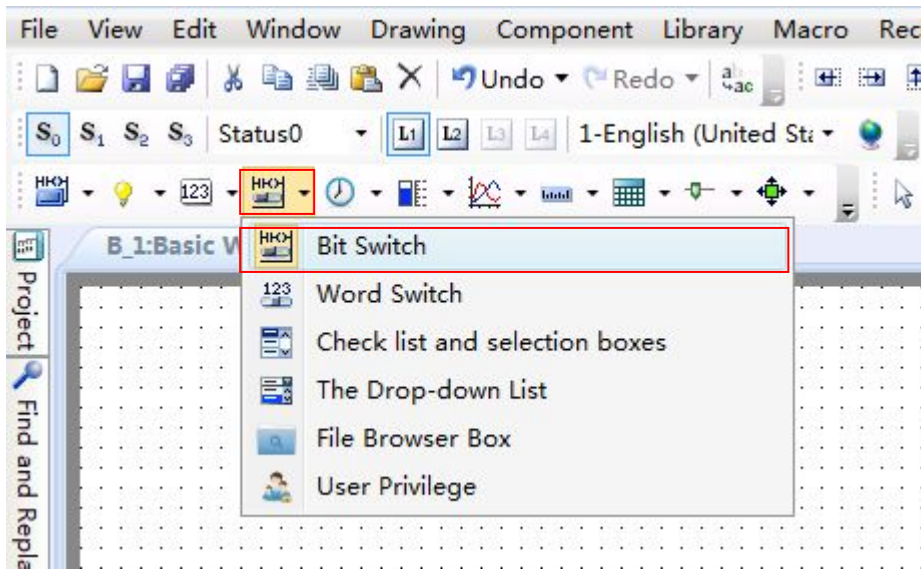 File View Edit Window Drawing Component Library Macro Rec
Undo Redo
S0 S1 S2 S3 Status0 L1 L2 L3 L4 1-English (United Sta
123
B_1:Basic W
Bit Switch
123 Word Switch
Check list and selection boxes
The Drop-down List
File Browser Box
User Privilege
Project
Find and Repla